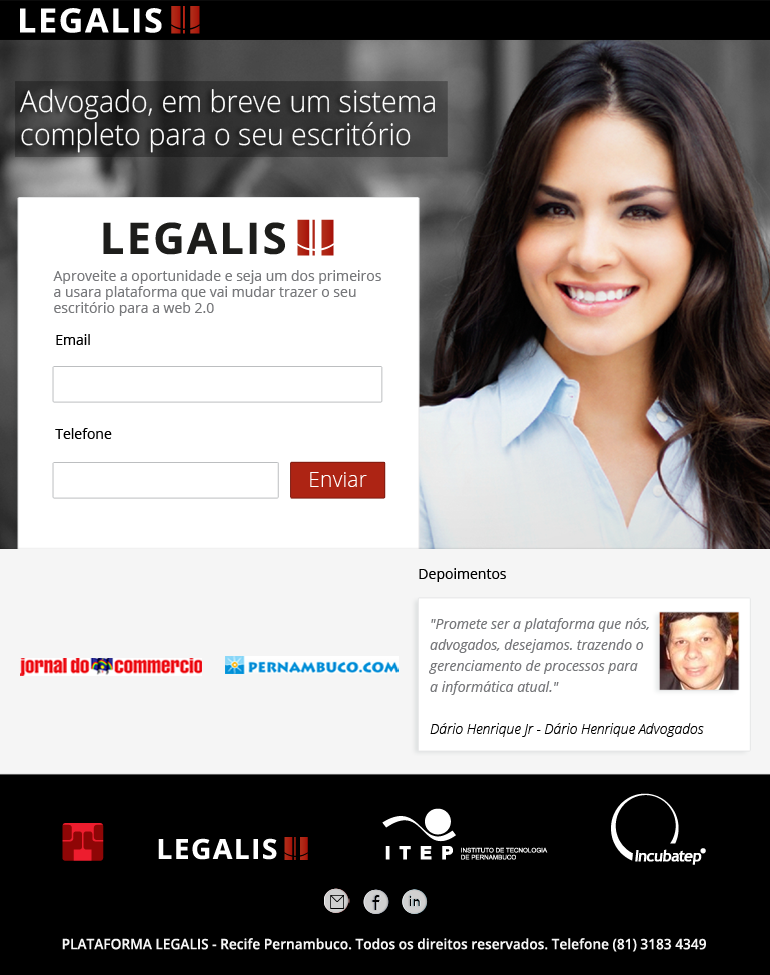 LEGALIS
Advogado, em breve um sistema
completo para o seu escritório
LEGALIS
Aproveite a oportunidade e seja um dos primeiros
a usara plataforma que vai mudar trazer o seu
escritório para a web 2.0
Email
Telefone
Enviar
Depoimentos
"Promete ser a plataforma que nós,
advogados, desejamos. trazendo o
gerenciamento de processos para
a informática atual."
Dário Henrique Jr - Dário Henrique Advogados
jornal do commercio
PERNAMBUCO.COM
LEGALIS
ITEP
INSTITUTO DE TECNOLOGIA
DE PERNAMBUCO
Incubatep
f
in
PLATAFORMA LEGALIS - Recife Pernambuco. Todos os direitos reservados. Telefone (81) 3183 4349